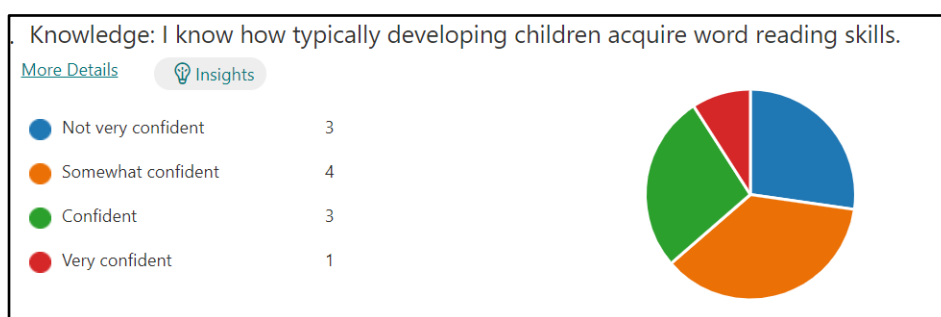 . Knowledge: I know how typically developing children acquire word reading skills.
More Details Insights
Not very confident 3
Somewhat confident 4
Confident 3
Very confident 1